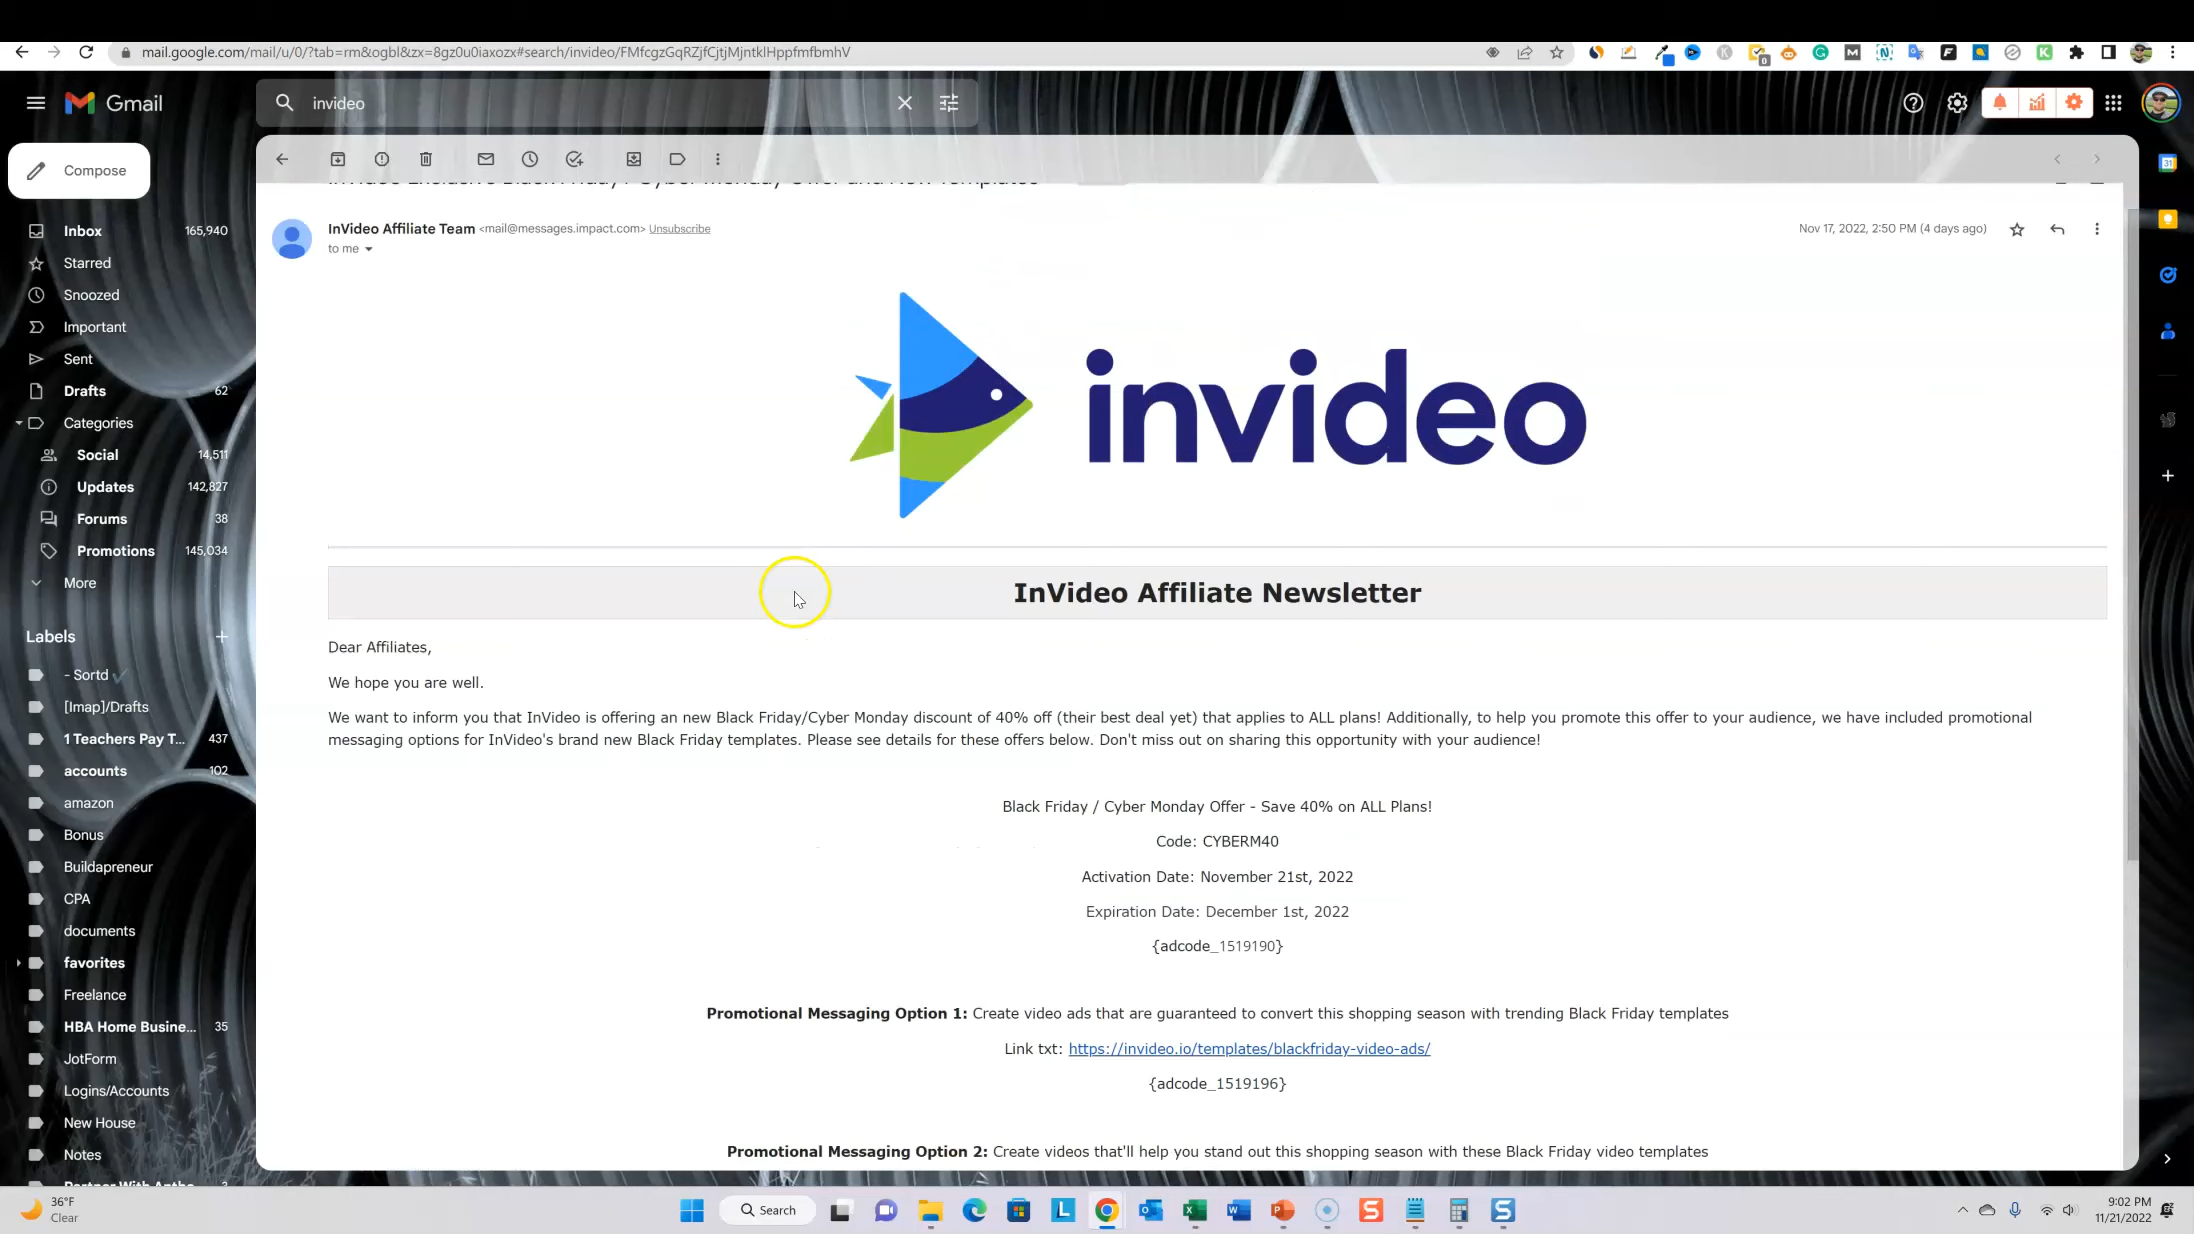 mail.google.com/mail/u/0/?tab=rm&ogbl&zx=8gz0u0iaxozx#search/invideo/FMfcgzGqRZjfCjtjMjntklHppfmfbmhV
Gmail
invideo
Compose
Inbox 165,940
Starred
Snoozed
Important
Sent
Drafts 62
Categories
Social 14,511
Updates 142,827
Forums 38
Promotions 145,034
More
Labels
- Sortd
[Imap]/Drafts
1 Teachers Pay T... 437
accounts 102
amazon
Bonus
Buildapreneur
CPA
documents
favorites
Freelance
HBA Home Busine... 35
JotForm
Logins/Accounts
New House
Notes
InVideo Exclusive Black Friday / Cyber Monday Offer and New Templates
InVideo Affiliate Team <mail@messages.impact.com> Unsubscribe
Nov 17, 2022, 2:50 PM (4 days ago)
to me
invideo
InVideo Affiliate Newsletter
Dear Affiliates,
We hope you are well.
We want to inform you that InVideo is offering an new Black Friday/Cyber Monday discount of 40% off (their best deal yet) that applies to ALL plans! Additionally, to help you promote this offer to your audience, we have included promotional
messaging options for InVideo's brand new Black Friday templates. Please see details for these offers below. Don't miss out on sharing this opportunity with your audience!
Black Friday / Cyber Monday Offer - Save 40% on ALL Plans!
Code: CYBERM40
Activation Date: November 21st, 2022
Expiration Date: December 1st, 2022
{adcode_1519190}
Promotional Messaging Option 1: Create video ads that are guaranteed to convert this shopping season with trending Black Friday templates
Link txt: https://invideo.io/templates/blackfriday-video-ads/
{adcode_1519196}
Promotional Messaging Option 2: Create videos that'll help you stand out this shopping season with these Black Friday video templates
36°F
Clear
Search
9:02 PM
11/21/2022